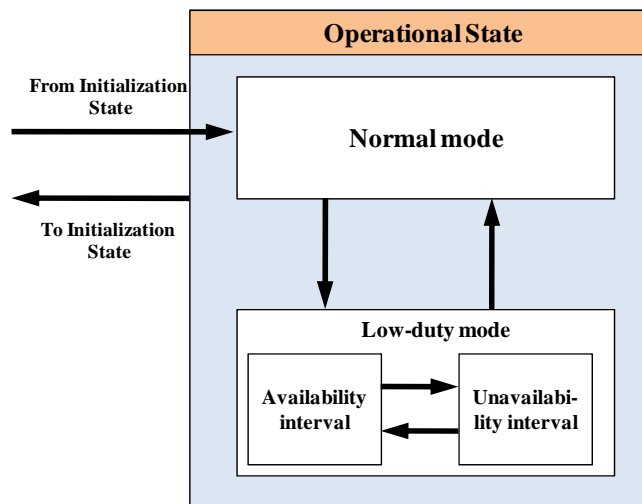 Operational State
From Initialization
State
Normal mode
To Initialization
State
Low-duty mode
Availability
interval
Unavailabi-
lity interval